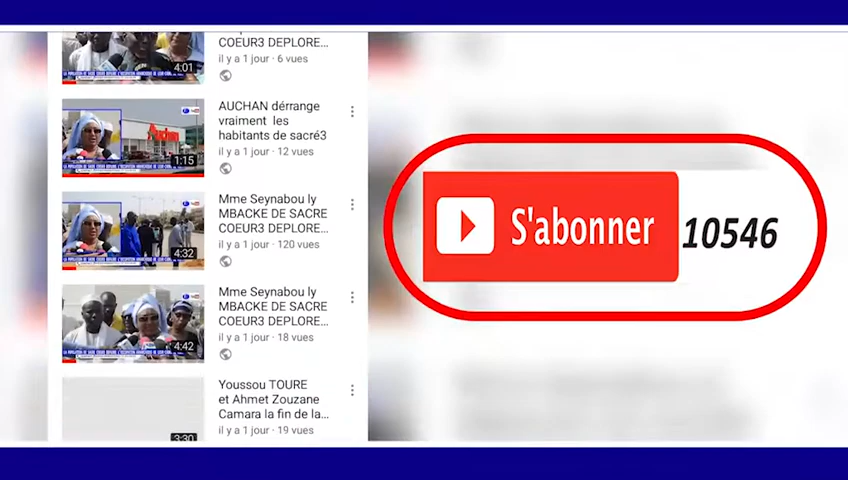 COEUR3 DEPLORE...
il y a 1 jour · 6 vues
4:01
AUCHAN dérrange
vraiment les
habitants de sacré3
il y a 1 jour · 12 vues
Auchan
1:15
Mme Seynabou ly
MBACKE DE SACRE
COEUR3 DEPLORE...
il y a 1 jour · 120 vues
4:32
Mme Seynabou ly
MBACKE DE SACRE
COEUR3 DEPLORE...
il y a 1 jour · 18 vues
4:42
Youssou TOURE
et Ahmet Zouzane
Camara la fin de la...
il y a 1 jour · 19 vues
3:30
S'abonner
10546